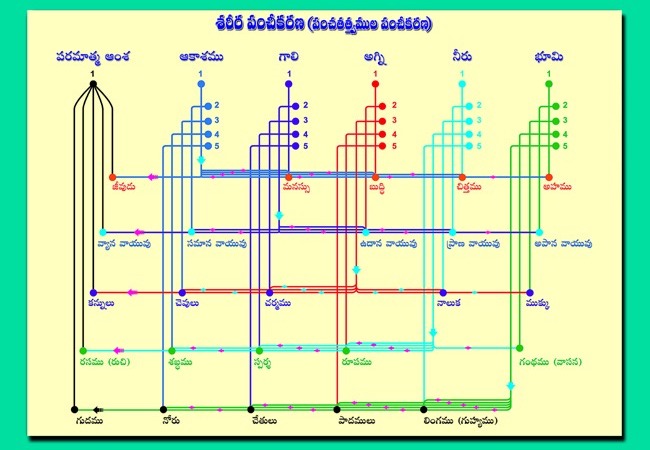 శరీర పంచీకరణ (పంచతత్త్వముల పంచీకరణ)
పరమాత్మ ఆంశ ఆకాశము గాలి అగ్ని నీరు భూమి
1 1 1 1 1 1
2 2 2 2 2
3 3 3 3 3
4 4 4 4 4
5 5 5 5 5
జీవుడు మనస్సు బుద్ధి చిత్తము అహము
వ్యాన వాయువు సమాన వాయువు ఉదాన వాయువు ప్రాణ వాయువు అపాన వాయువు
కన్నులు చెవులు చర్మము నాలుక ముక్కు
రసము (రుచి) శబ్దము స్పర్శ రూపము గంధము (వాసన)
గుదము నోరు చేతులు పాదములు లింగము (గుహ్యము)